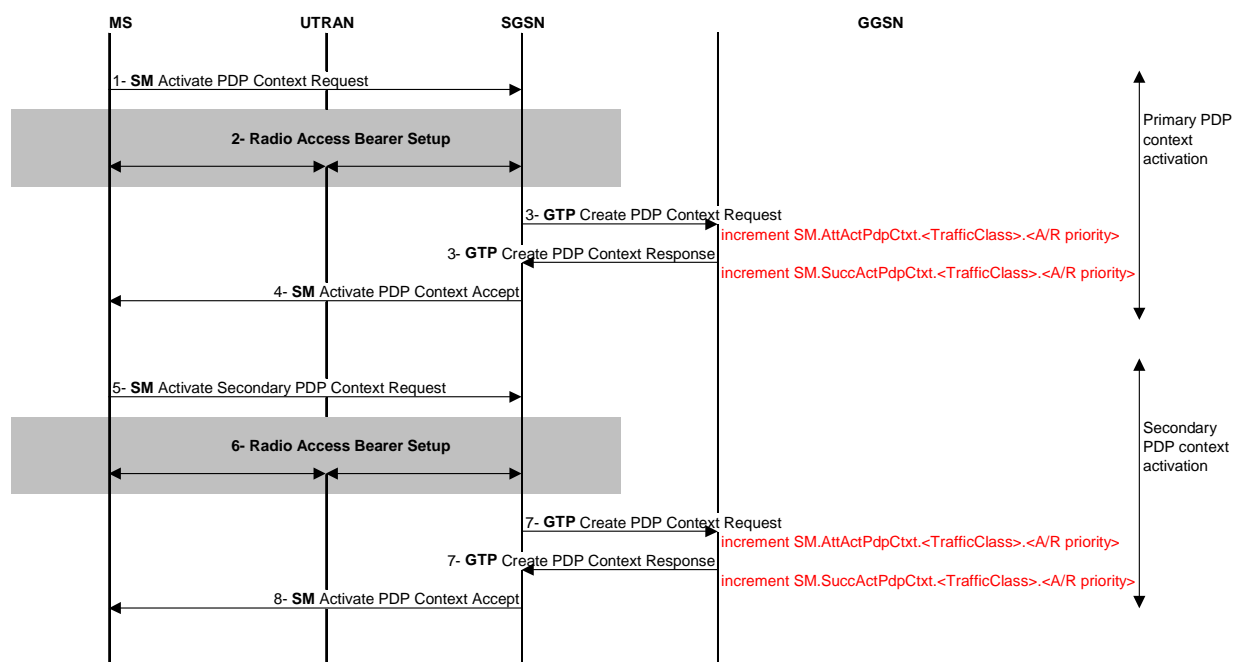 MS UTRAN SGSN GGSN
1- SM Activate PDP Context Request
2- Radio Access Bearer Setup
Primary PDP
context
activation
3- GTP Create PDP Context Request
increment SM.AttActPdpCtxt.<TrafficClass>.<A/R priority>
3- GTP Create PDP Context Response
increment SM.SuccActPdpCtxt.<TrafficClass>.<A/R priority>
4- SM Activate PDP Context Accept
5- SM Activate Secondary PDP Context Request
6- Radio Access Bearer Setup
Secondary
PDP context
activation
7- GTP Create PDP Context Request
increment SM.AttActPdpCtxt.<TrafficClass>.<A/R priority>
7- GTP Create PDP Context Response
increment SM.SuccActPdpCtxt.<TrafficClass>.<A/R priority>
8- SM Activate PDP Context Accept